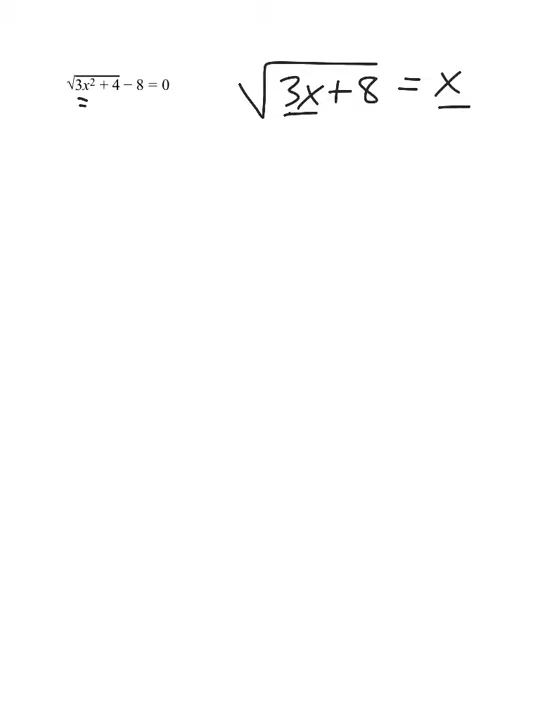 √3x² + 4 − 8 = 0
√3x+8 = x